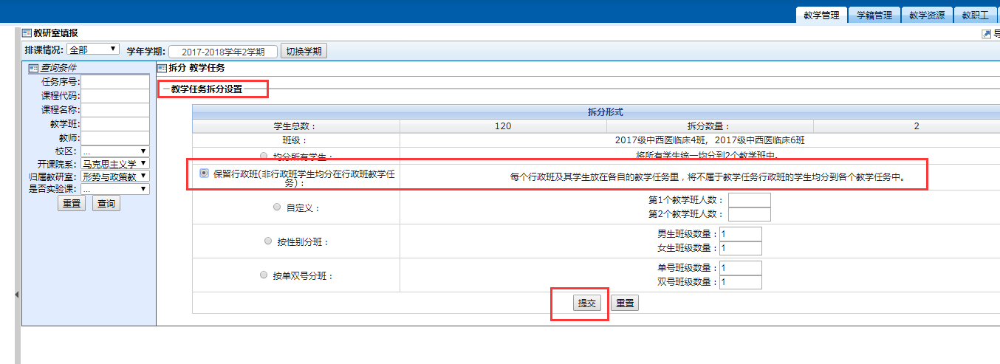 教学管理 学籍管理 教学资源 教职工
教研室填报 导
排课情况: 全部 学年学期: 2017-2018学年2学期 切换学期
查询条件
任务序号:
课程代码:
课程名称:
教学班:
教师:
校区: ...
开课院系: 马克思主义学
归属教研室: 形势与政策教
是否实验课: ...
重置 查询
拆分 教学任务
教学任务拆分设置
拆分形式
学生总数： 120 拆分数量： 2
班级： 2017级中西医临床4班, 2017级中西医临床6班
均分所有学生： 将所有学生统一均分到2个教学班中。
保留行政班(非行政班学生均分在行政班教学任
务)： 每个行政班及其学生放在各自的教学任务里，将不属于教学任务行政班的学生均分到各个教学任务中。
自定义： 第1个教学班人数：
第2个教学班人数：
按性别分班： 男生班级数量：1
女生班级数量：1
按单双号分班： 单号班级数量：1
双号班级数量：1
提交 重置